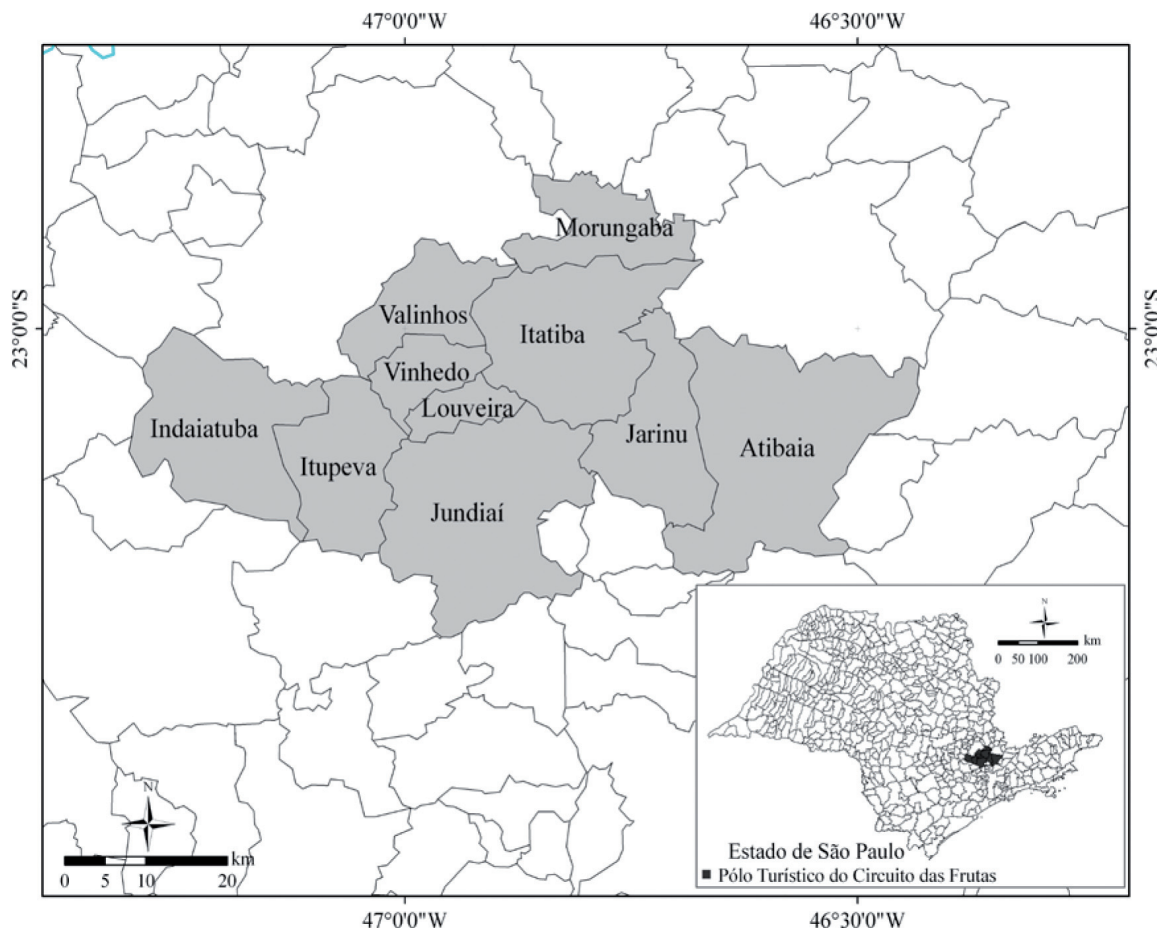 47°0'0"W 46°30'0"W
Morungaba
Valinhos
Itatiba
23°0'0"S 23°0'0"S
Vinhedo
Louveira
Indaiatuba
Jarinu
Atibaia
Itupeva
Jundiaí
N
km
0 5 10 20
N
km
0 50 100 200
Estado de São Paulo
Pólo Turístico do Circuito das Frutas
47°0'0"W 46°30'0"W